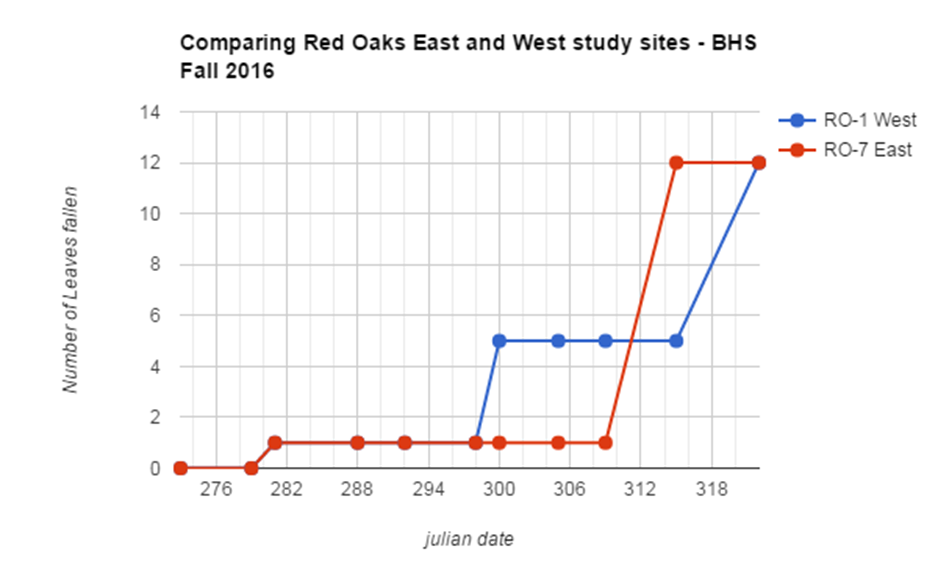 Comparing Red Oaks East and West study sites - BHS
Fall 2016
14
12
10
8
6
4
2
0
Number of Leaves fallen
276 282 288 294 300 306 312 318
julian date
RO-1 West
RO-7 East